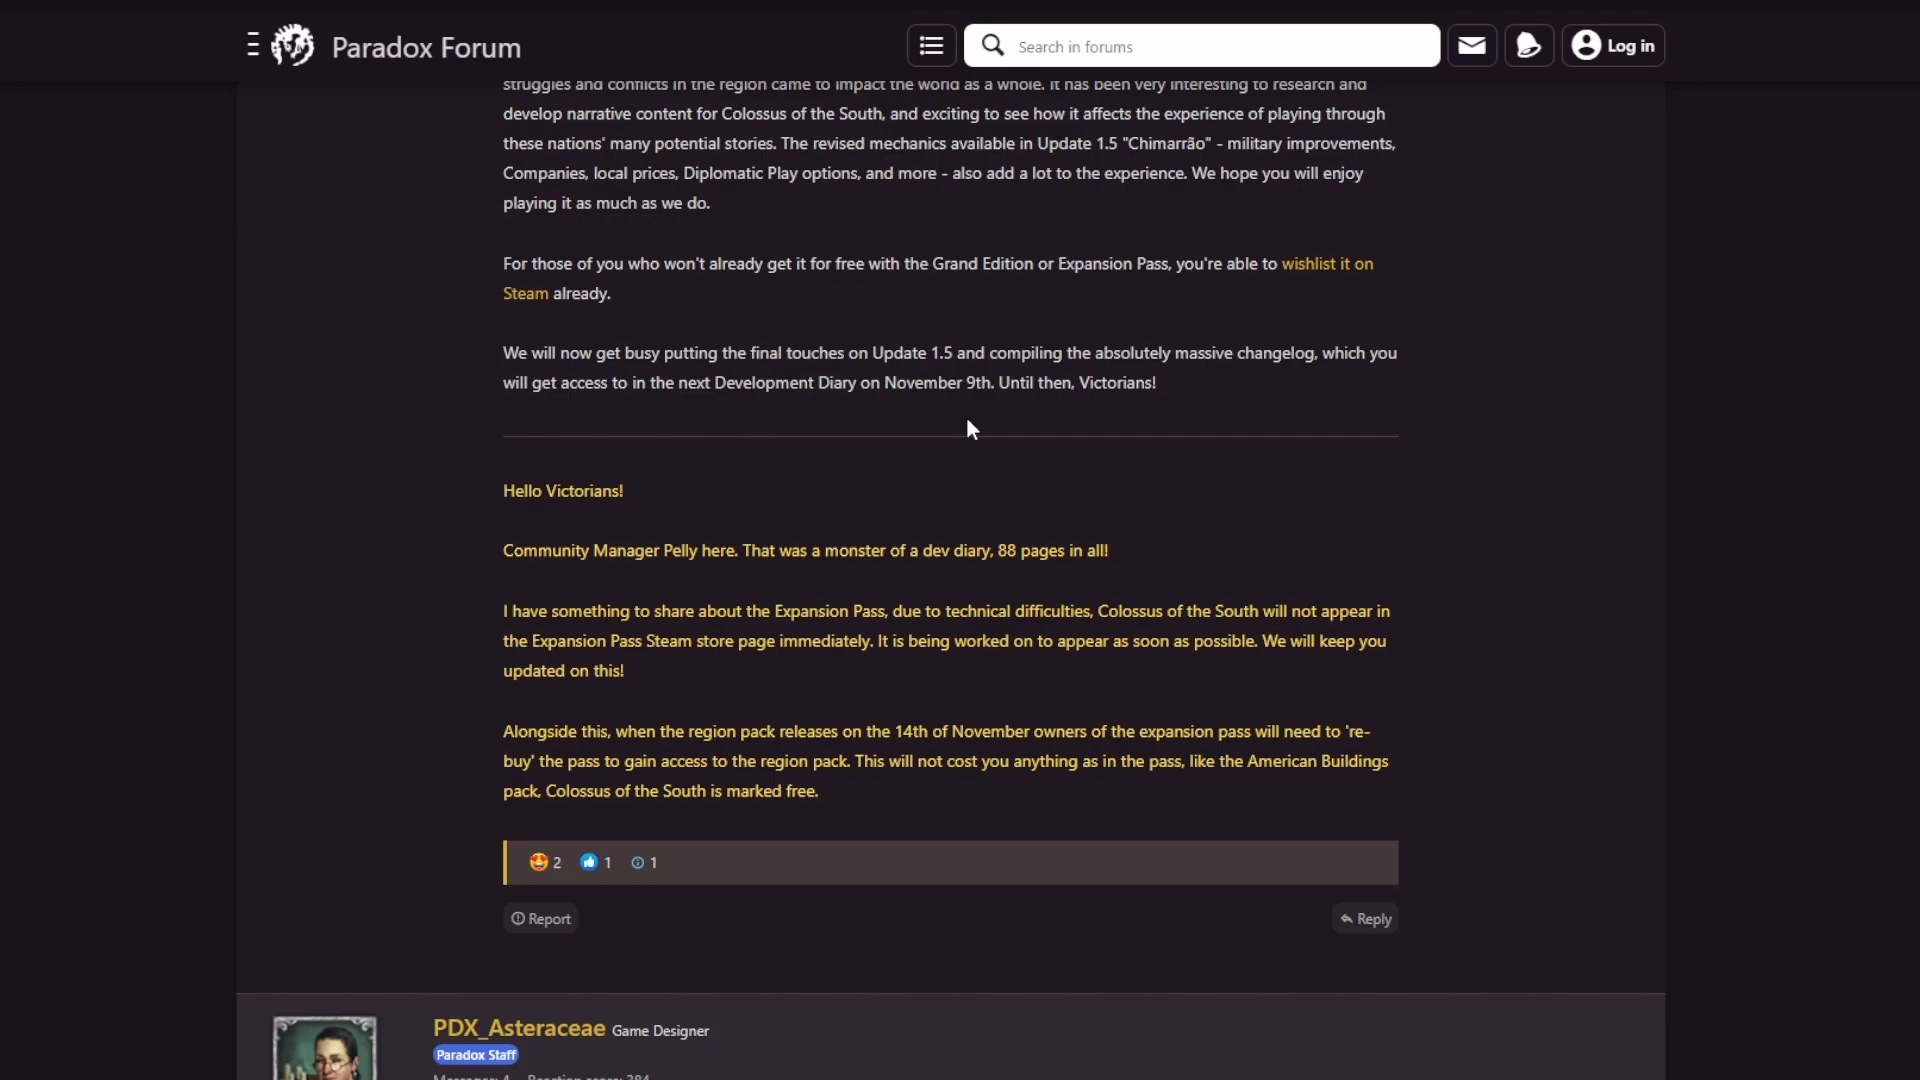 Paradox Forum
Search in forums
Log in
struggles and conflicts in the region came to impact the world as a whole. It has been very interesting to research and
develop narrative content for Colossus of the South, and exciting to see how it affects the experience of playing through
these nations' many potential stories. The revised mechanics available in Update 1.5 "Chimarrão" - military improvements,
Companies, local prices, Diplomatic Play options, and more - also add a lot to the experience. We hope you will enjoy
playing it as much as we do.
For those of you who won't already get it for free with the Grand Edition or Expansion Pass, you're able to wishlist it on
Steam already.
We will now get busy putting the final touches on Update 1.5 and compiling the absolutely massive changelog, which you
will get access to in the next Development Diary on November 9th. Until then, Victorians!
Hello Victorians!
Community Manager Pelly here. That was a monster of a dev diary, 88 pages in all!
I have something to share about the Expansion Pass, due to technical difficulties, Colossus of the South will not appear in
the Expansion Pass Steam store page immediately. It is being worked on to appear as soon as possible. We will keep you
updated on this!
Alongside this, when the region pack releases on the 14th of November owners of the expansion pass will need to 're-
buy' the pass to gain access to the region pack. This will not cost you anything as in the pass, like the American Buildings
pack, Colossus of the South is marked free.
2 1 1
Report
Reply
PDX_Asteraceae Game Designer
Paradox Staff
Messages: 4 Reaction score: 384